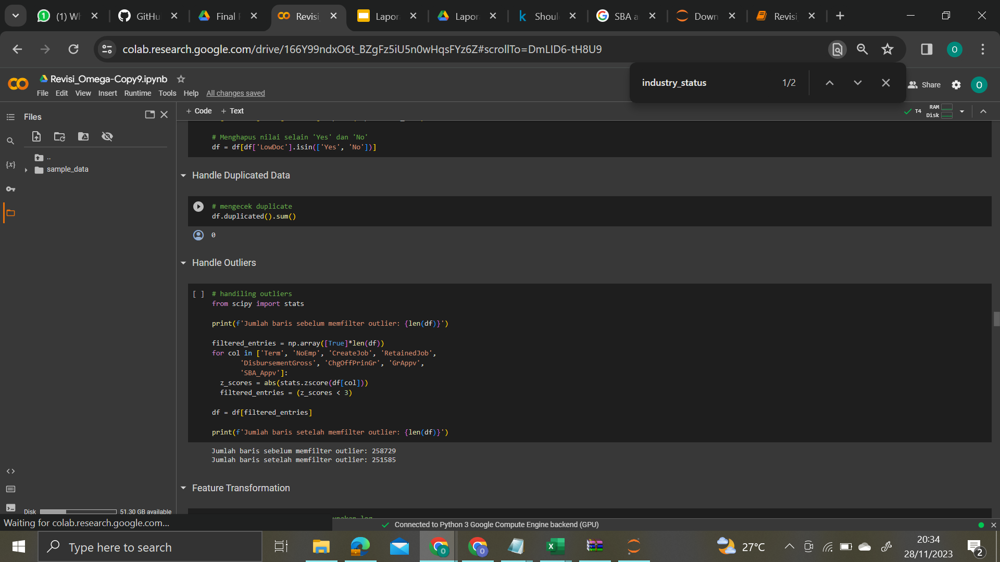 (1) Wh
GitHu
Final
Revisi
Lapor
Lapor
Shoul
SBA a
Down
Revisi
colab.research.google.com/drive/166Y99ndxO6t_BZgFz5iU5n0wHqsFYz6Z#scrollTo=DmLID6-tH8U9
O
industry_status 1/2
Revisi_Omega-Copy9.ipynb
File Edit View Insert Runtime Tools Help All changes saved
Share
O
Files
+ Code + Text
T4 RAM
Disk
..
sample_data
{x}
# Menghapus nilai selain 'Yes' dan 'No'
df = df[df['LowDoc'].isin(['Yes', 'No'])]
Handle Duplicated Data
# mengecek duplicate
df.duplicated().sum()
0
Handle Outliers
[ ] # handiling outliers
from scipy import stats
print(f'Jumlah baris sebelum memfilter outlier: {len(df)}')
filtered_entries = np.array([True]*len(df))
for col in ['Term', 'NoEmp', 'CreateJob', 'RetainedJob',
'DisbursementGross', 'ChgOffPrinGr', 'GrAppv',
'SBA_Appv']:
z_scores = abs(stats.zscore(df[col]))
filtered_entries = (z_scores < 3)
df = df[filtered_entries]
print(f'Jumlah baris setelah memfilter outlier: {len(df)}')
Jumlah baris sebelum memfilter outlier: 258729
Jumlah baris setelah memfilter outlier: 251585
Feature Transformation
Disk 51.30 GB available
Waiting for colab.research.google.com...
Connected to Python 3 Google Compute Engine backend (GPU)
Type here to search
27°C
20:34
28/11/2023
2